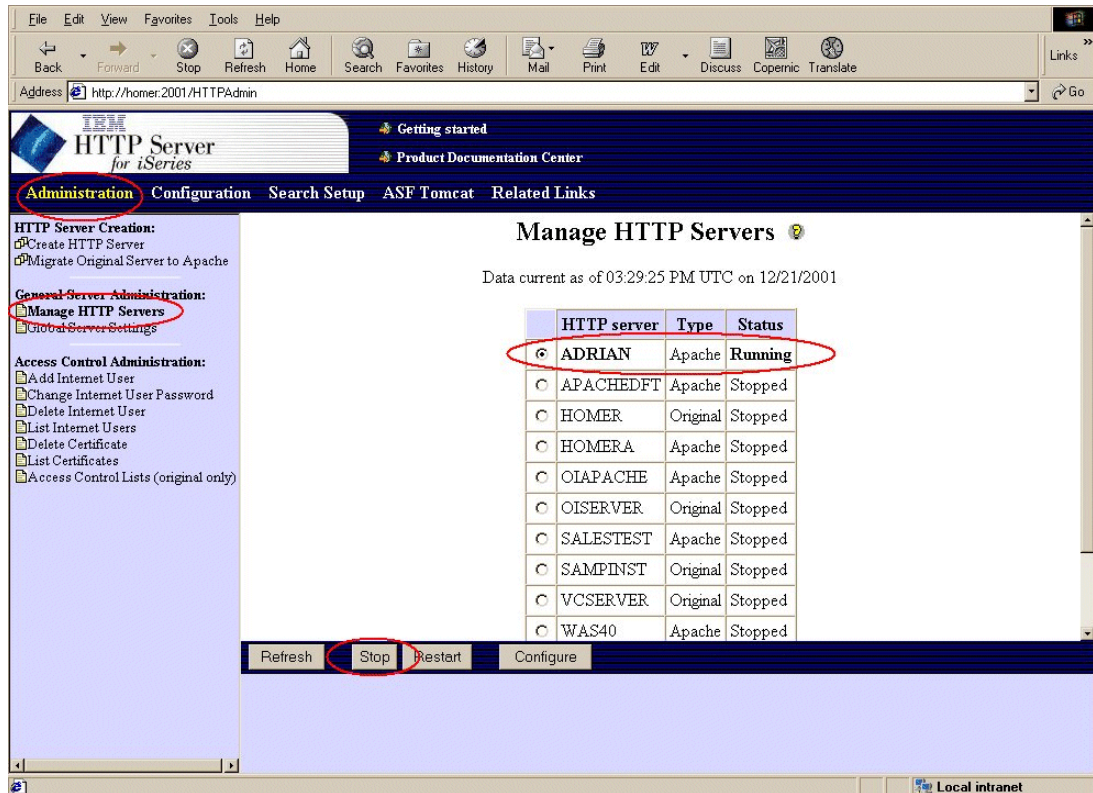 File Edit View Favorites Tools Help
Back Forward Stop Refresh Home Search Favorites History Mail Print Edit Discuss Copernic Translate
Links »
Address http://homer:2001/HTTPAdmin Go
IBM
HTTP Server
for iSeries
Getting started
Product Documentation Center
Administration Configuration Search Setup ASF Tomcat Related Links
HTTP Server Creation:
Create HTTP Server
Migrate Original Server to Apache
General Server Administration:
Manage HTTP Servers
Global Server Settings
Access Control Administration:
Add Internet User
Change Internet User Password
Delete Internet User
List Internet Users
Delete Certificate
List Certificates
Access Control Lists (original only)
Manage HTTP Servers
Data current as of 03:29:25 PM UTC on 12/21/2001
HTTP server Type Status
ADRIAN Apache Running
APACHEDFT Apache Stopped
HOMER Original Stopped
HOMERA Apache Stopped
OIAPACHE Apache Stopped
OISERVER Original Stopped
SALESTEST Apache Stopped
SAMPINST Original Stopped
VCSERVER Original Stopped
WAS40 Apache Stopped
Refresh Stop Restart Configure
Local intranet